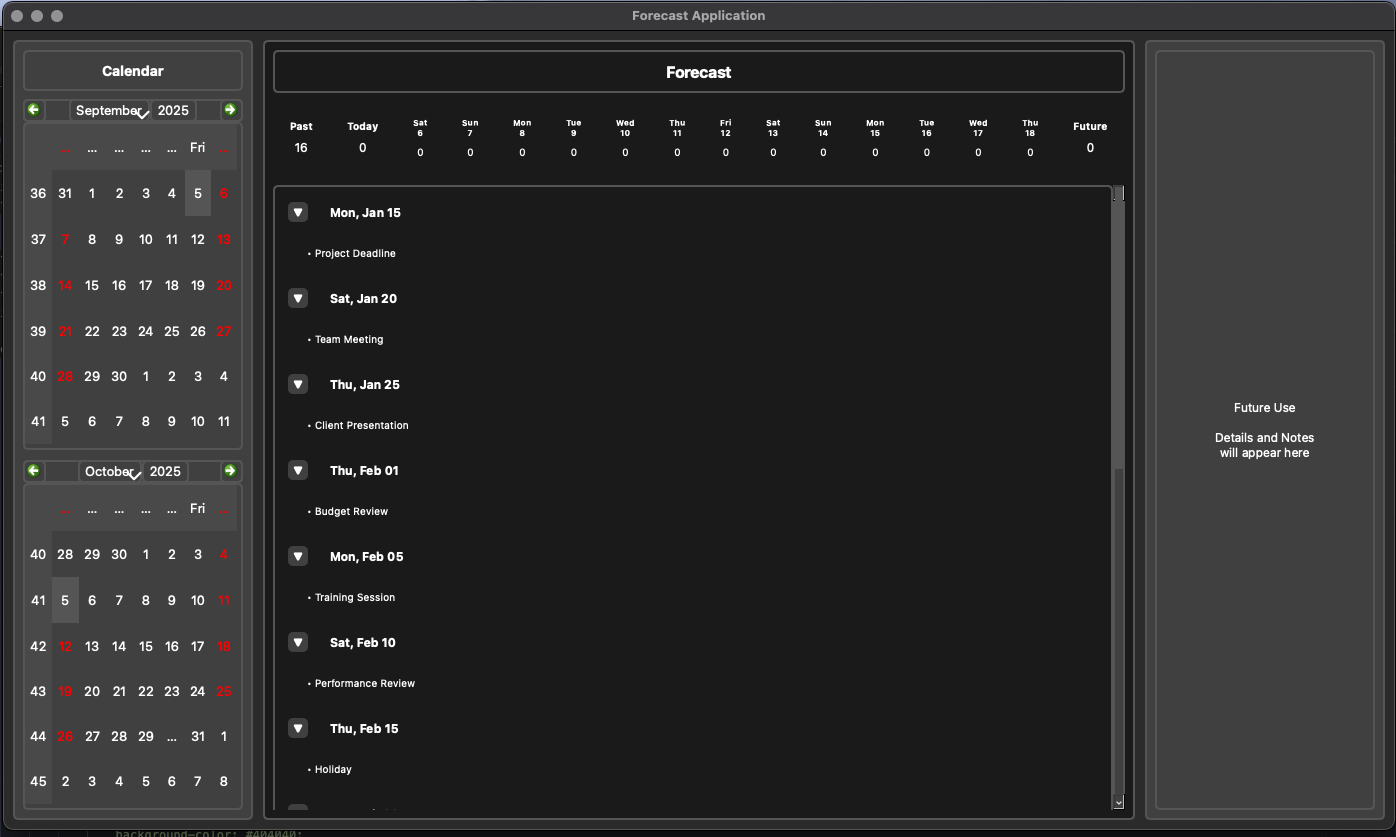 Forecast Application
Calendar
September 2025
... ... ... ... ... Fri ...
36 31 1 2 3 4 5 6
37 7 8 9 10 11 12 13
38 14 15 16 17 18 19 20
39 21 22 23 24 25 26 27
40 28 29 30 1 2 3 4
41 5 6 7 8 9 10 11
October 2025
... ... ... ... ... Fri ...
40 28 29 30 1 2 3 4
41 5 6 7 8 9 10 11
42 12 13 14 15 16 17 18
43 19 20 21 22 23 24 25
44 26 27 28 29 ... 31 1
45 2 3 4 5 6 7 8
Forecast
Past Today Sat Sun Mon Tue Wed Thu Fri Sat Sun Mon Tue Wed Thu Future
6 7 8 9 10 11 12 13 14 15 16 17 18
16 0 0 0 0 0 0 0 0 0 0 0 0 0 0 0
Mon, Jan 15
• Project Deadline
Sat, Jan 20
• Team Meeting
Thu, Jan 25
• Client Presentation
Thu, Feb 01
• Budget Review
Mon, Feb 05
• Training Session
Sat, Feb 10
• Performance Review
Thu, Feb 15
• Holiday
Future Use
Details and Notes
will appear here
background-color: #404040;